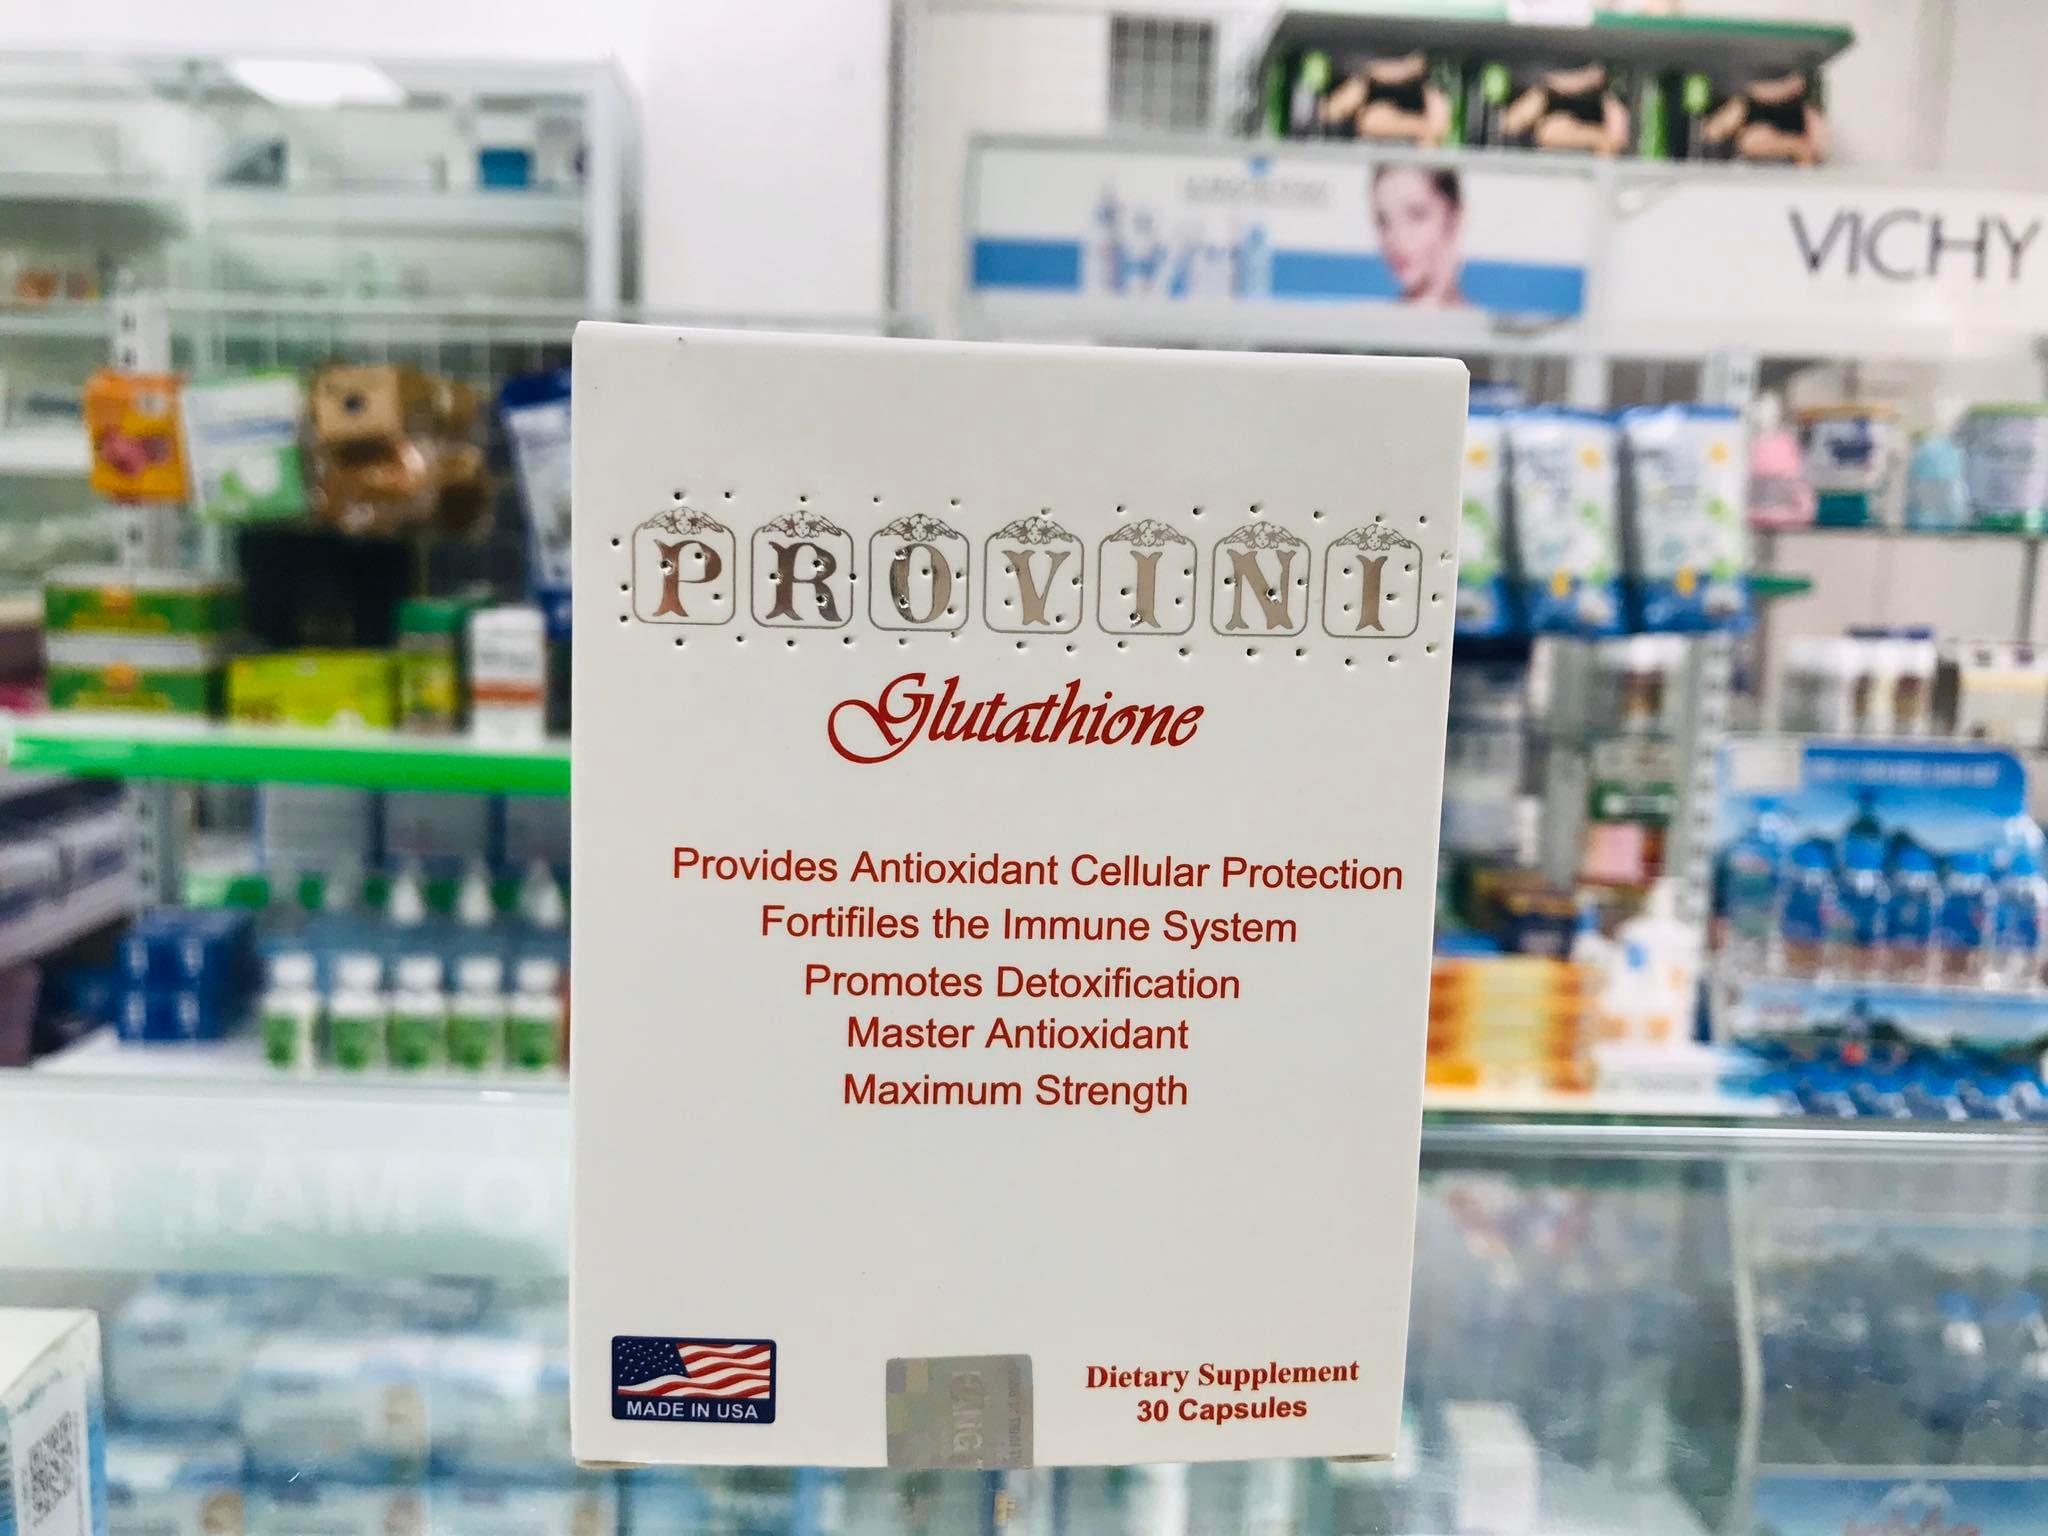 VICHY
PROVINI
Glutathione
Provides Antioxidant Cellular Protection
Fortifiles the Immune System
Promotes Detoxification
Master Antioxidant
Maximum Strength
MADE IN USA
Dietary Supplement
30 Capsules